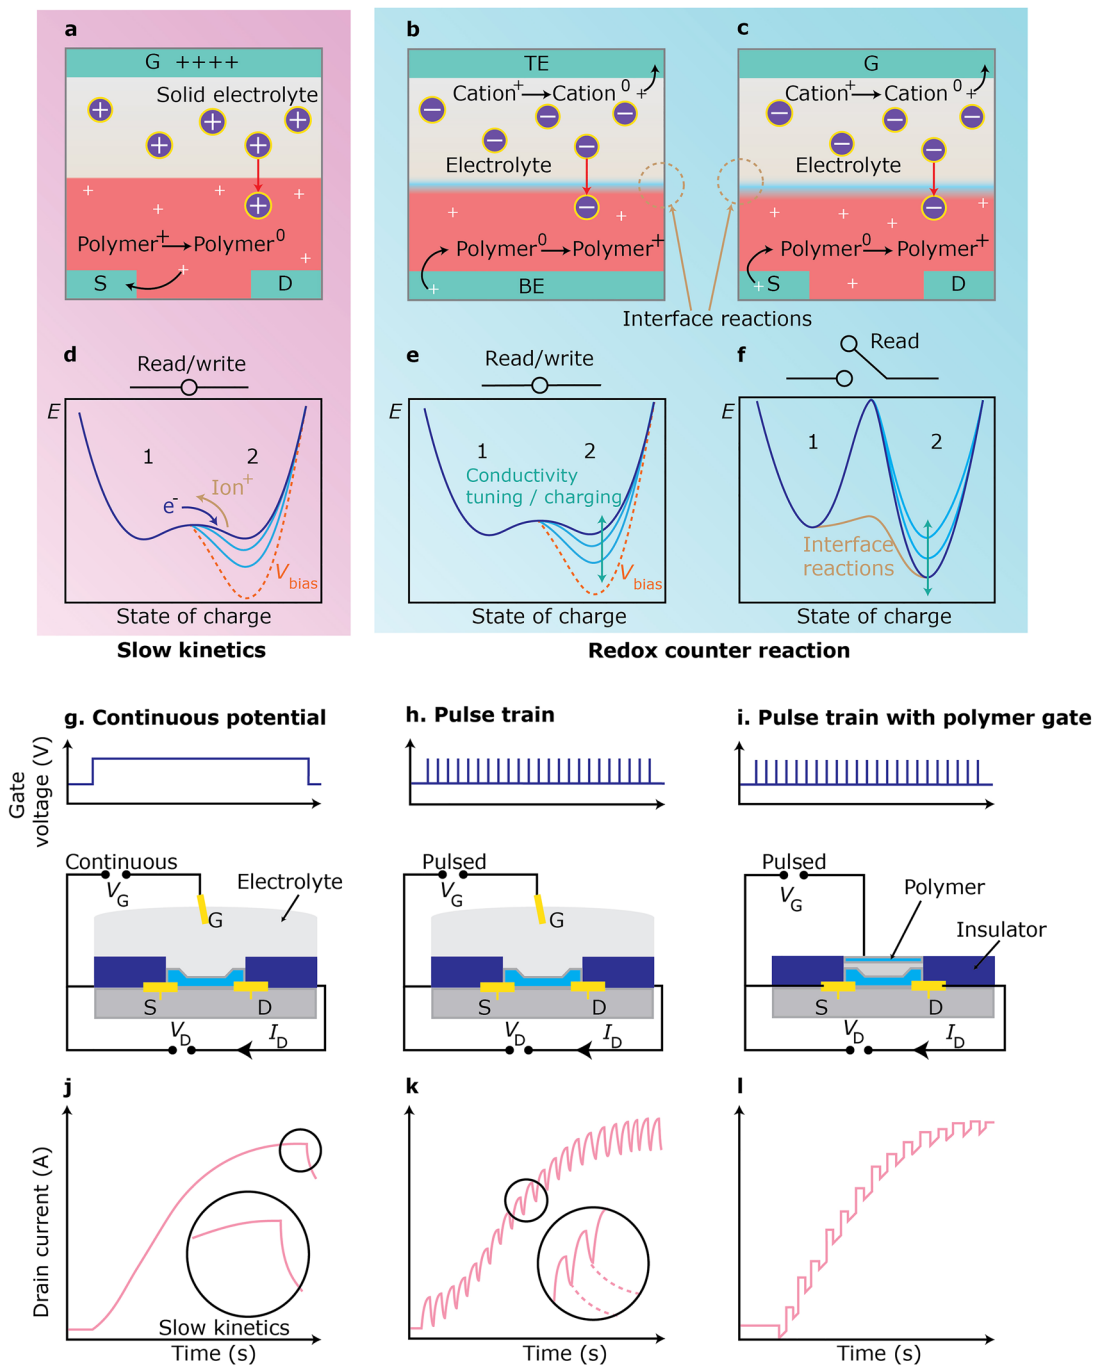 a
G ++++
Solid electrolyte
Polymer+ → Polymer0
S
D
b
TE
Cation+ → Cation0 +
Electrolyte
Polymer0 → Polymer+
BE
c
G
Cation+ → Cation0 +
Electrolyte
Polymer0 → Polymer+
S
D
Interface reactions
d
Read/write
E
1
2
Ion+
e-
Vbias
State of charge
e
Read/write
E
1
2
Conductivity
tuning / charging
Vbias
State of charge
f
Read
E
1
2
Interface
reactions
State of charge
Slow kinetics
Redox counter reaction
g. Continuous potential
h. Pulse train
i. Pulse train with polymer gate
Gate
voltage (V)
Continuous
VG
Electrolyte
G
S
D
VD
ID
Pulsed
VG
G
S
D
VD
ID
Pulsed
VG
Polymer
Insulator
S
D
VD
ID
j
Drain current (A)
Slow kinetics
Time (s)
k
Time (s)
l
Time (s)